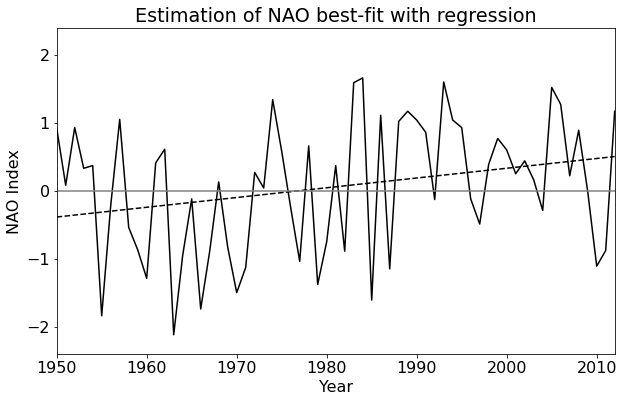 Estimation of NAO best-fit with regression
2
1
0
−1
−2
NAO Index
1950 1960 1970 1980 1990 2000 2010
Year